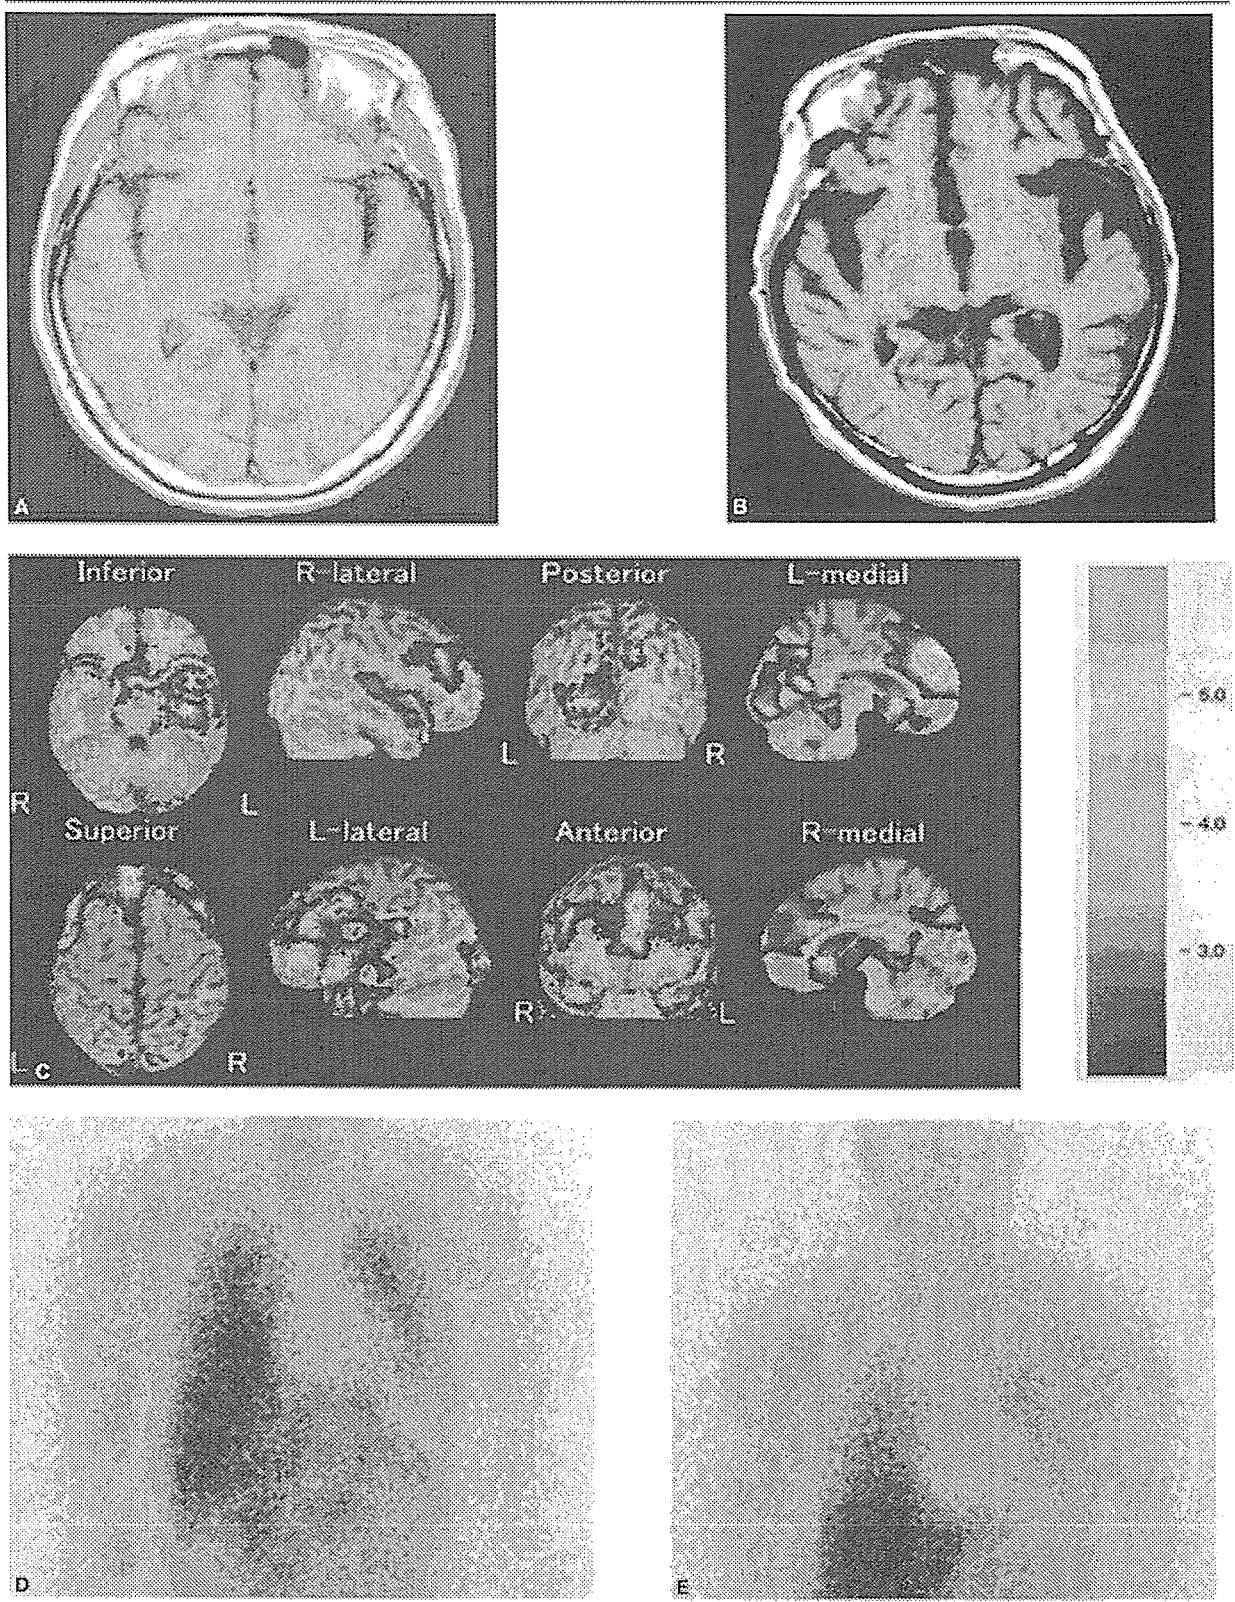 A
B
Inferior R-lateral Posterior L-medial
5.0
L R
R L
Superior L-lateral Anterior R-medial
4.0
3.0
R L
L C R
D
E